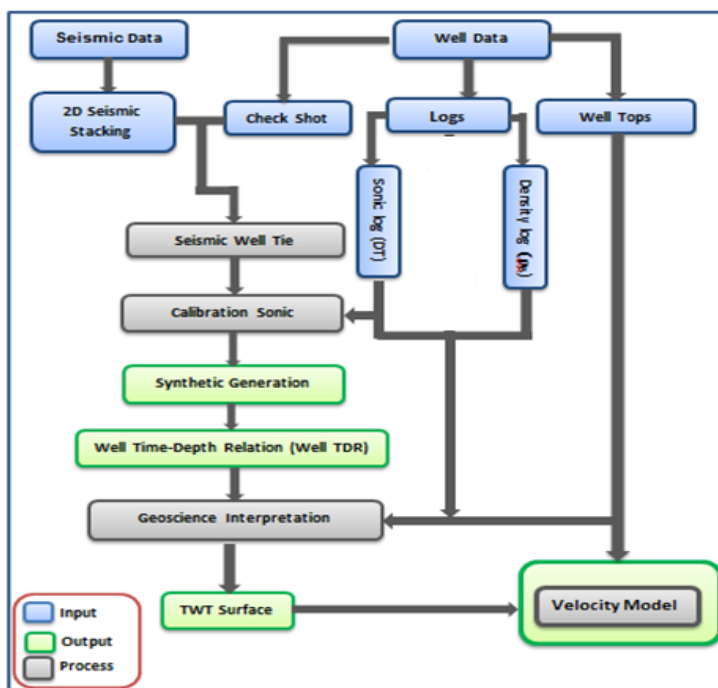 Seismic Data
Well Data
2D Seismic
Stacking
Check Shot
Logs
Well Tops
Sonic log (DT)
Density log
Seismic Well Tie
Calibration Sonic
Synthetic Generation
Well Time-Depth Relation (Well TDR)
Geoscience Interpretation
TWT Surface
Velocity Model
Input
Output
Process